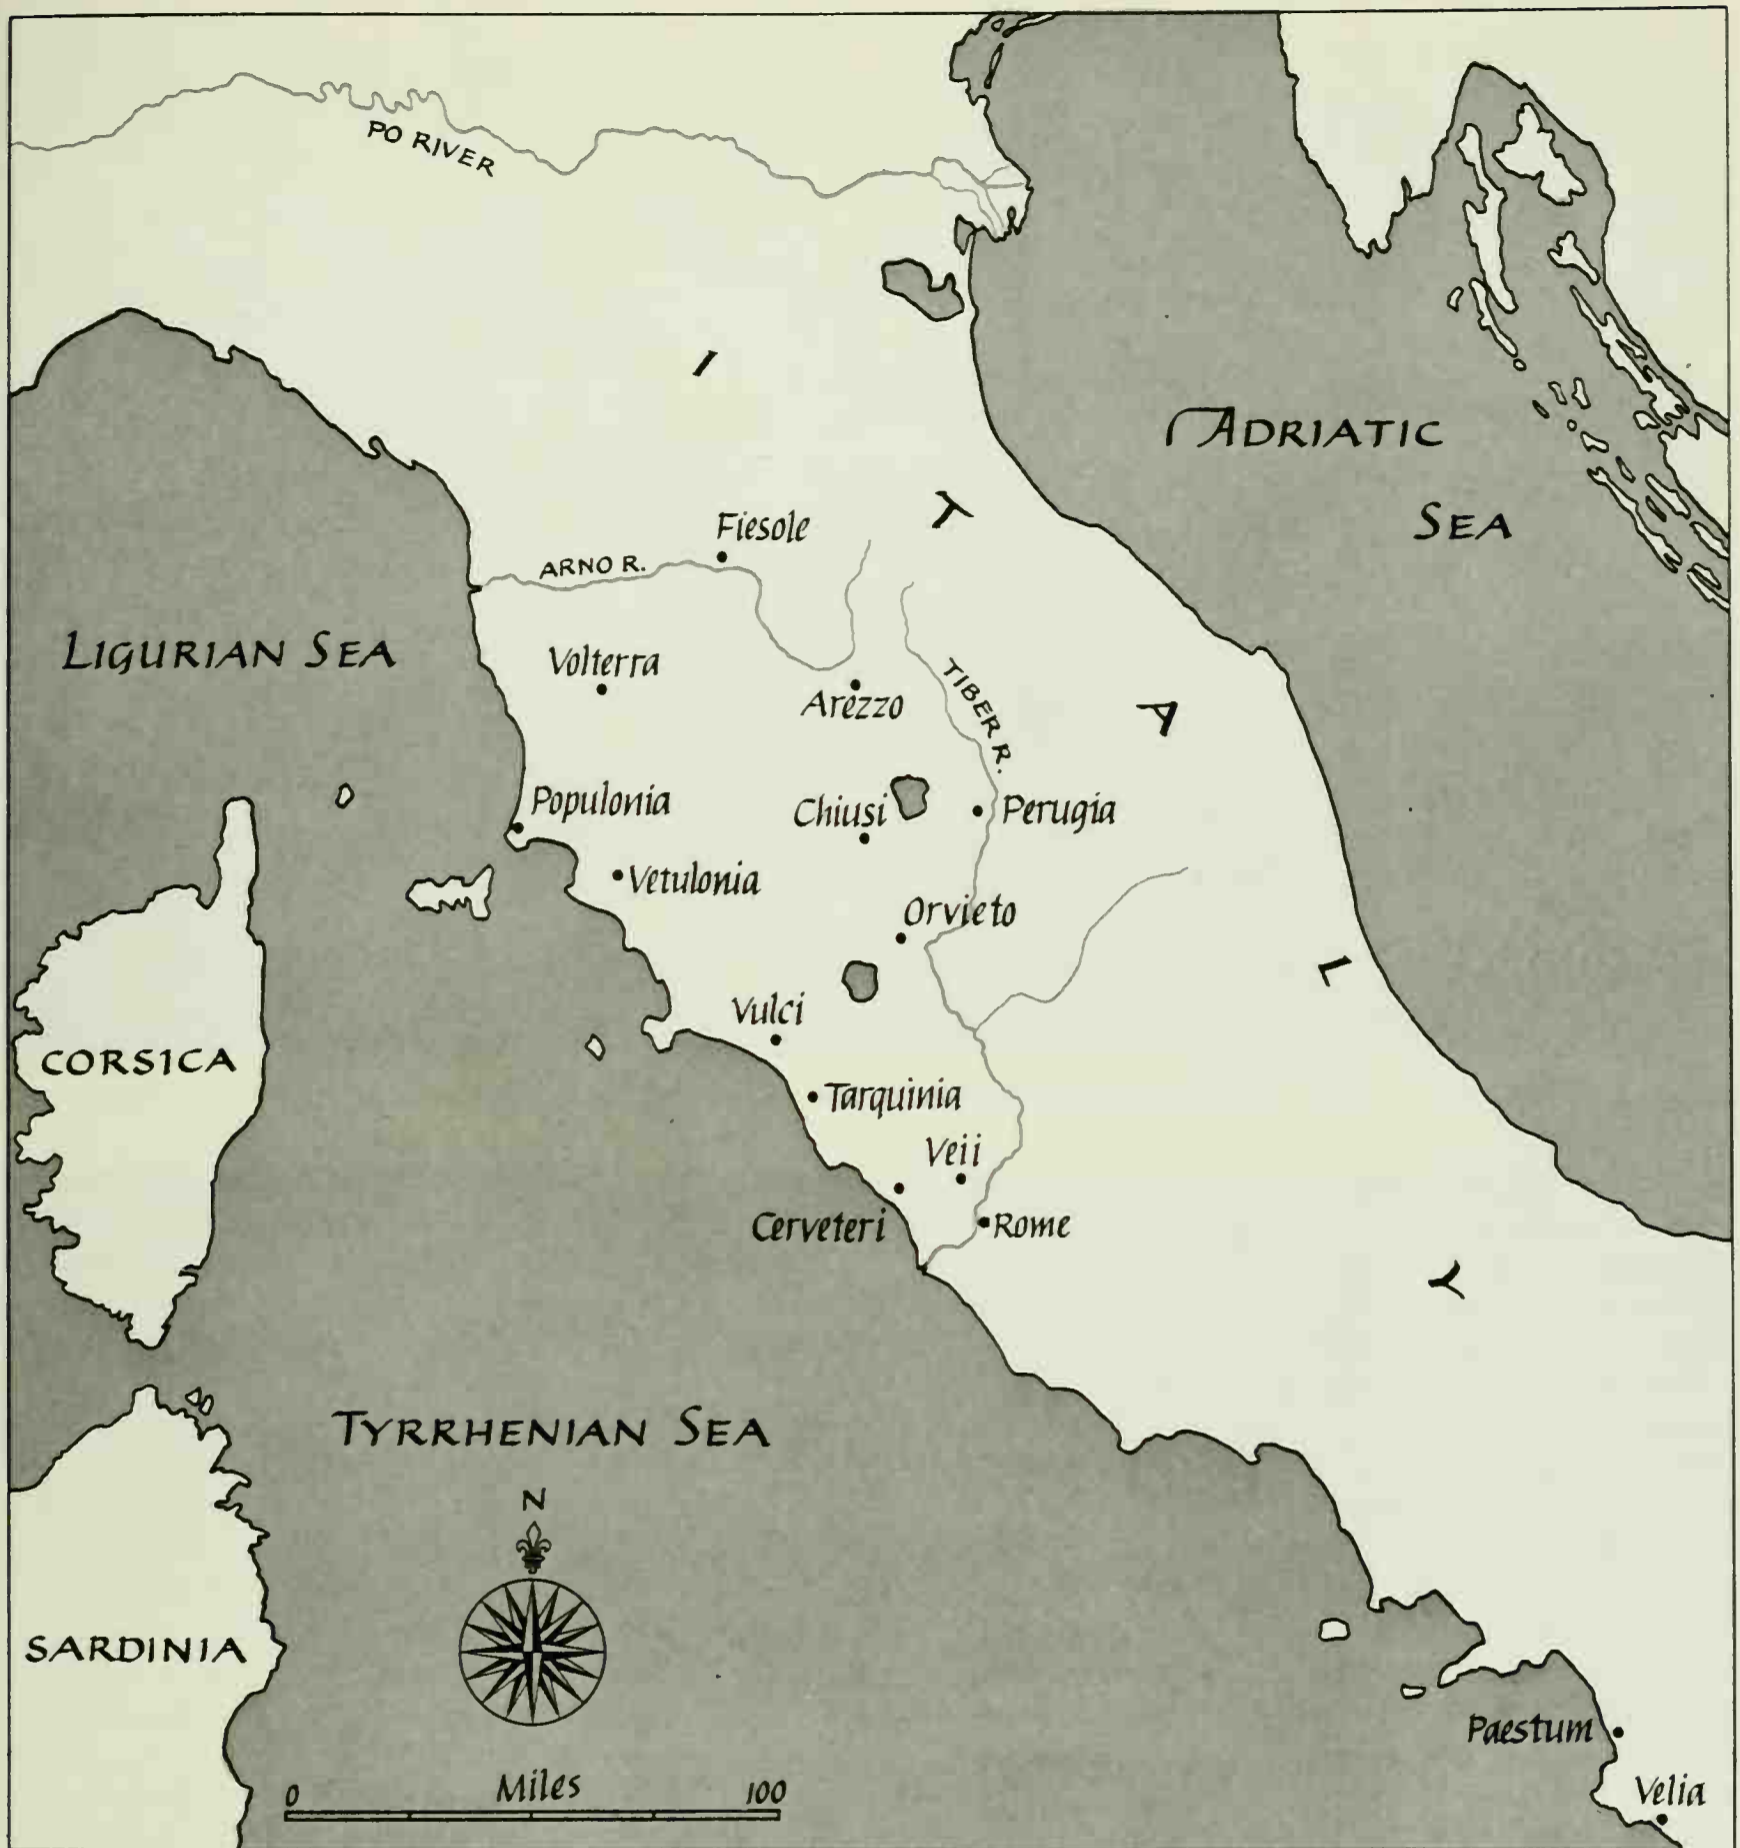 PO RIVER
I
T
A
L
Y
ADRIATIC
SEA
Fiesole
ARNO R.
LIGURIAN SEA
Volterra
Arezzo
TIBER R.
Populonia
Chiusi
Perugia
Vetulonia
Orvieto
Vulci
CORSICA
Tarquinia
Veii
Cerveteri
Rome
TYRRHENIAN SEA
N
SARDINIA
Paestum
Velia
0 Miles 100